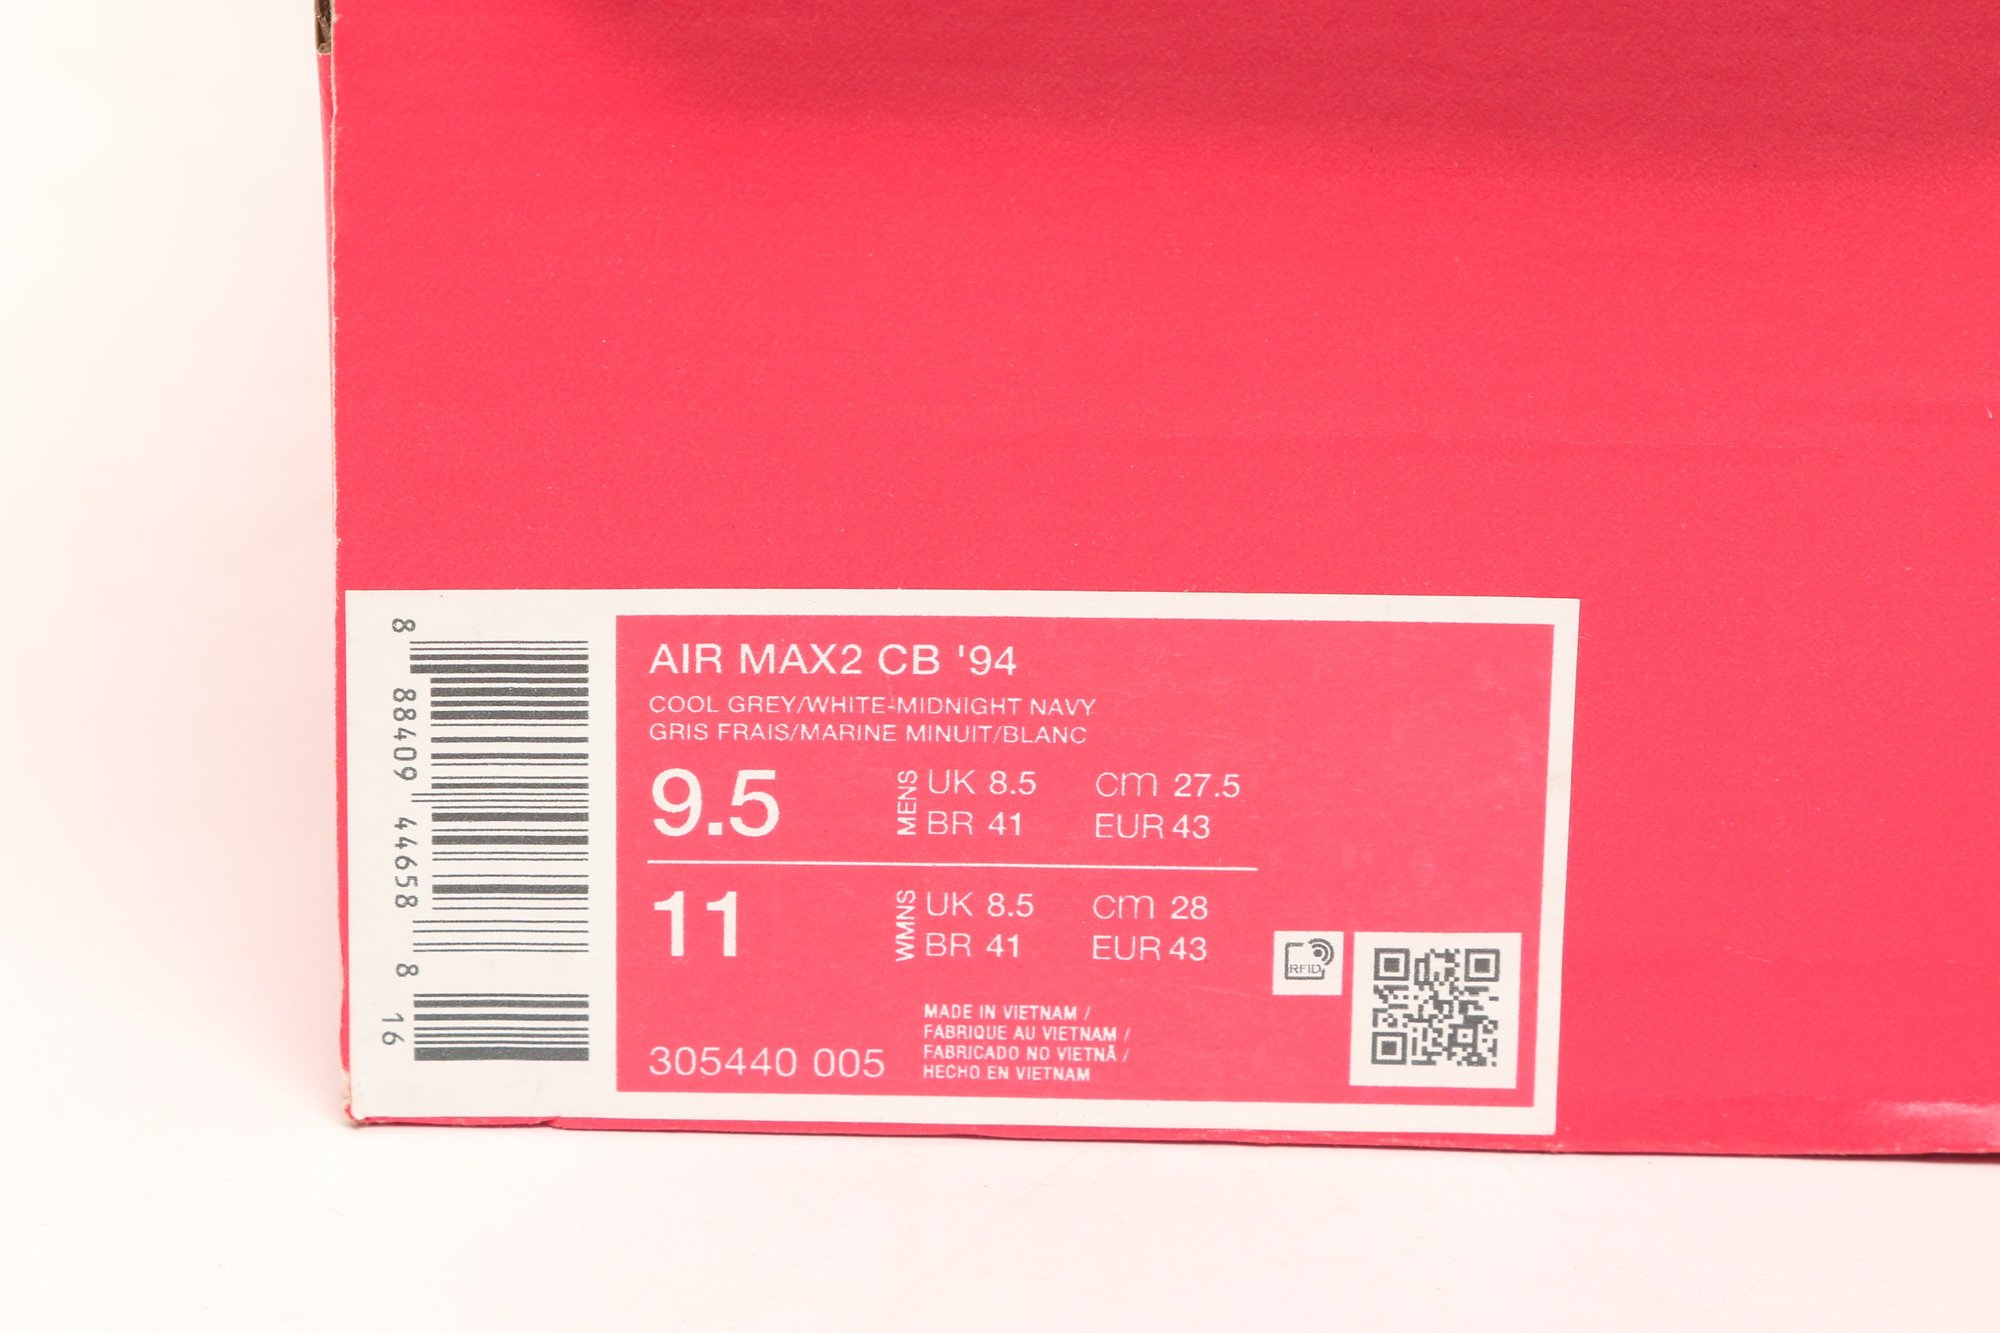 8 88409 44658 8 16
AIR MAX2 CB '94
COOL GREY/WHITE-MIDNIGHT NAVY
GRIS FRAIS/MARINE MINUIT/BLANC
9.5 MENS UK 8.5 cm 27.5
BR 41 EUR 43
11 WMNS UK 8.5 cm 28
BR 41 EUR 43
RFID
MADE IN VIETNAM /
FABRIQUE AU VIETNAM /
FABRICADO NO VIETNÃ /
HECHO EN VIETNAM
305440 005